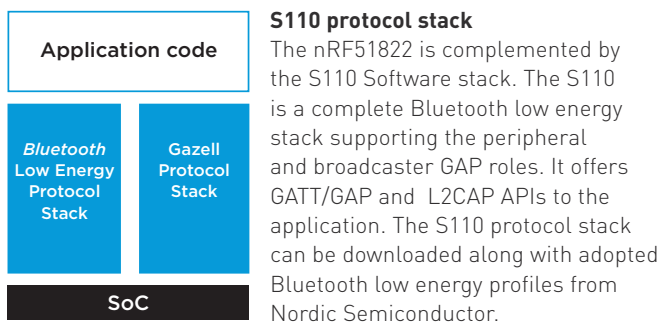 Application code
Bluetooth
Low Energy
Protocol
Stack
Gazell
Protocol
Stack
SoC
S110 protocol stack
The nRF51822 is complemented by
the S110 Software stack. The S110
is a complete Bluetooth low energy
stack supporting the peripheral
and broadcaster GAP roles. It offers
GATT/GAP and  L2CAP APIs to the
application. The S110 protocol stack
can be downloaded along with adopted
Bluetooth low energy profiles from
Nordic Semiconductor.